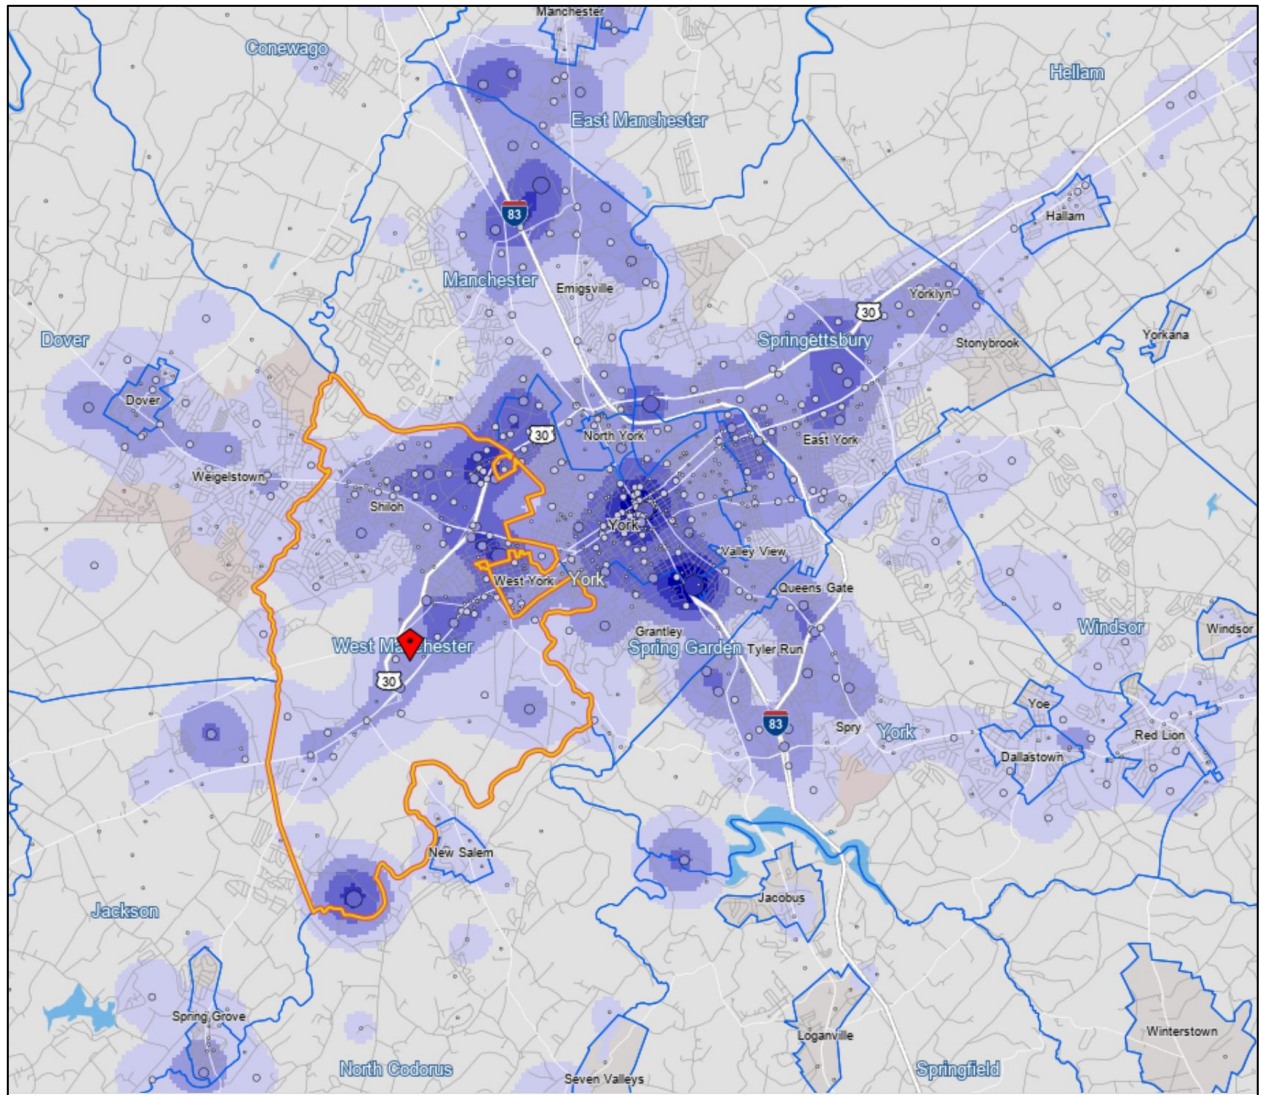 Manchester
Conewago
Hellam
East Manchester
83
Hallam
Manchester
Emigsville
Yorklyn
30
Springettsbury
Yorkana
Dover
Stonybrook
Dover
30
North York
East York
Weigelstown
Shiloh
York
Valley View
West York
York
Queens Gate
Grantley
Windsor
Windsor
West Manchester
Spring Garden
Tyler Run
30
83
Yoe
Spry
York
Red Lion
Dallastown
New Salem
Jacobus
Jackson
Spring Grove
Loganville
Winterstown
North Codorus
Seven Valleys
Springfield